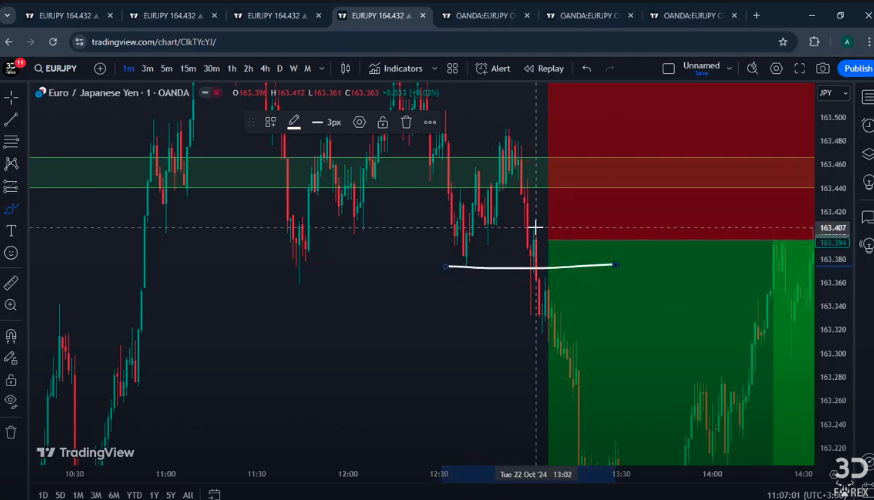 EURJPY 164.432
EURJPY 164.432
EURJPY 164.432
EURJPY 164.432
OANDA:EURJPY C
OANDA:EURJPY C
OANDA:EURJPY C
tradingview.com/chart/
A
11
EURJPY
1m 3m 5m 15m 30m 1h 2h 4h D W M
Indicators
Alert
Replay
Unnamed
Save
Publish
Euro / Japanese Yen · 1 · OANDA
O163.396 H163.412 L163.361 C163.363 +0.033 (+0.02%)
JPY
3px
163.500
163.480
163.460
163.440
163.420
163.407
163.394
163.380
163.360
163.340
163.320
163.300
163.280
163.260
163.240
163.220
TradingView
10:30 11:00 11:30 12:00 12:30 Tue 22 Oct '24 13:02 13:30 14:00 14:30
1D 5D 1M 3M 6M YTD 1Y 5Y All
3D
FOREX